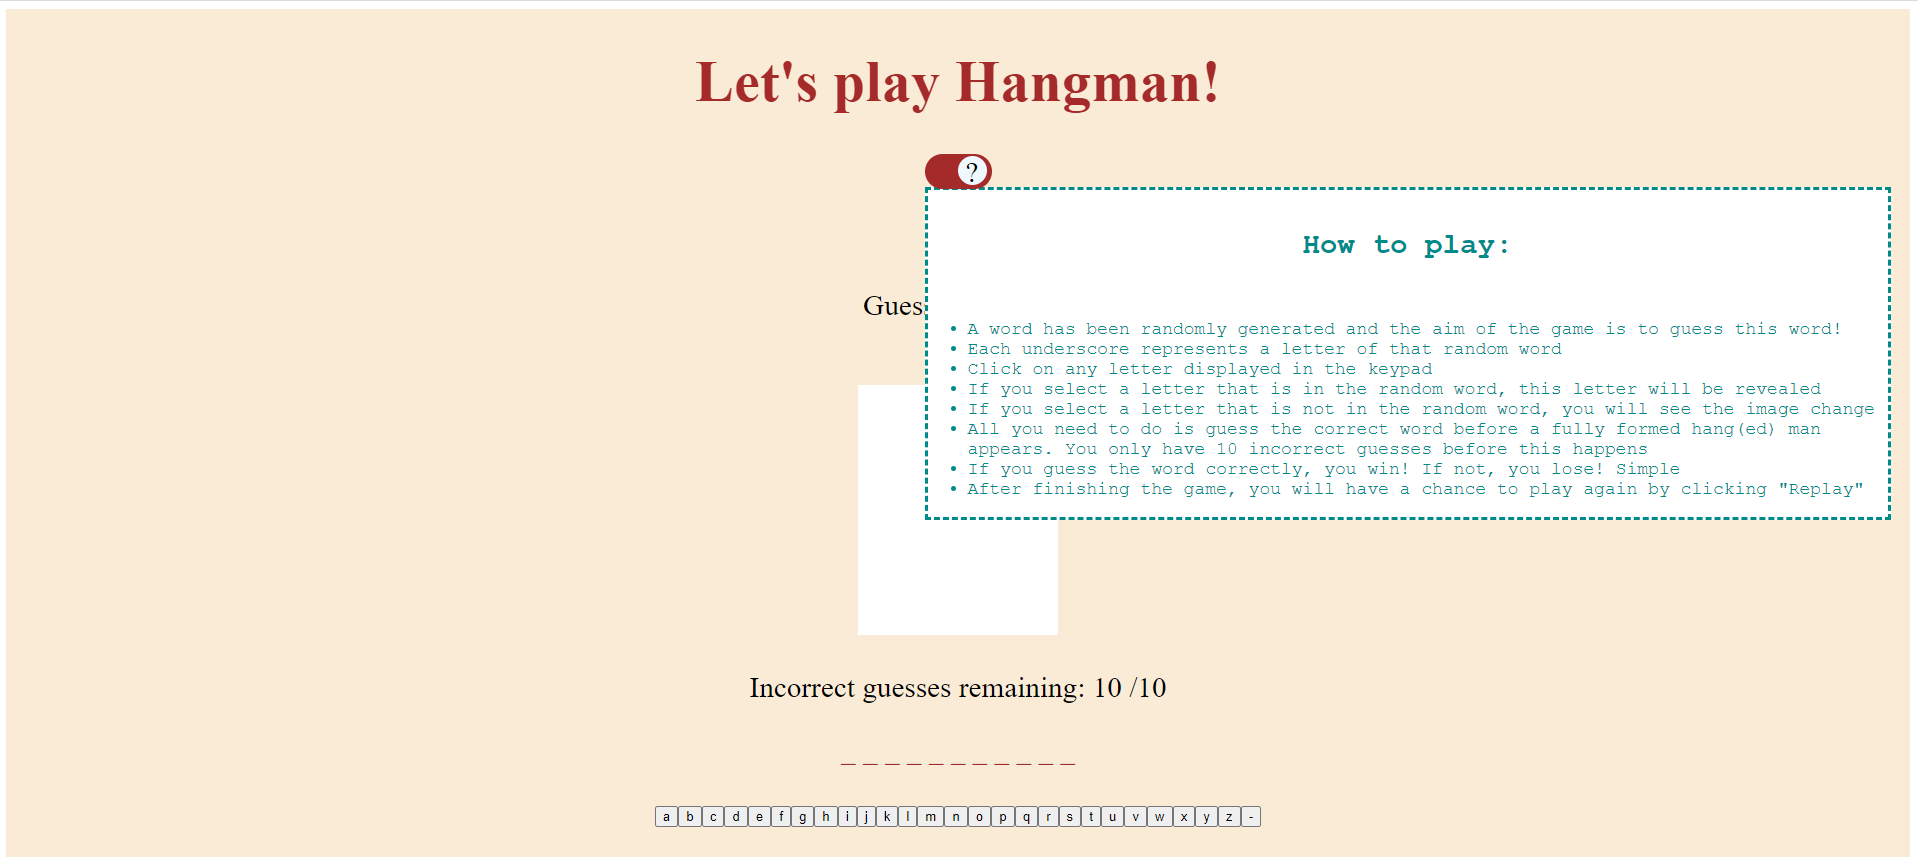 Let's play Hangman!
?
How to play:
Gues
• A word has been randomly generated and the aim of the game is to guess this word!
• Each underscore represents a letter of that random word
• Click on any letter displayed in the keypad
• If you select a letter that is in the random word, this letter will be revealed
• If you select a letter that is not in the random word, you will see the image change
• All you need to do is guess the correct word before a fully formed hang(ed) man
appears. You only have 10 incorrect guesses before this happens
• If you guess the word correctly, you win! If not, you lose! Simple
• After finishing the game, you will have a chance to play again by clicking "Replay"
Incorrect guesses remaining: 10 /10
_ _ _ _ _ _ _ _ _ _ _
a b c d e f g h i j k l m n o p q r s t u v w x y z -